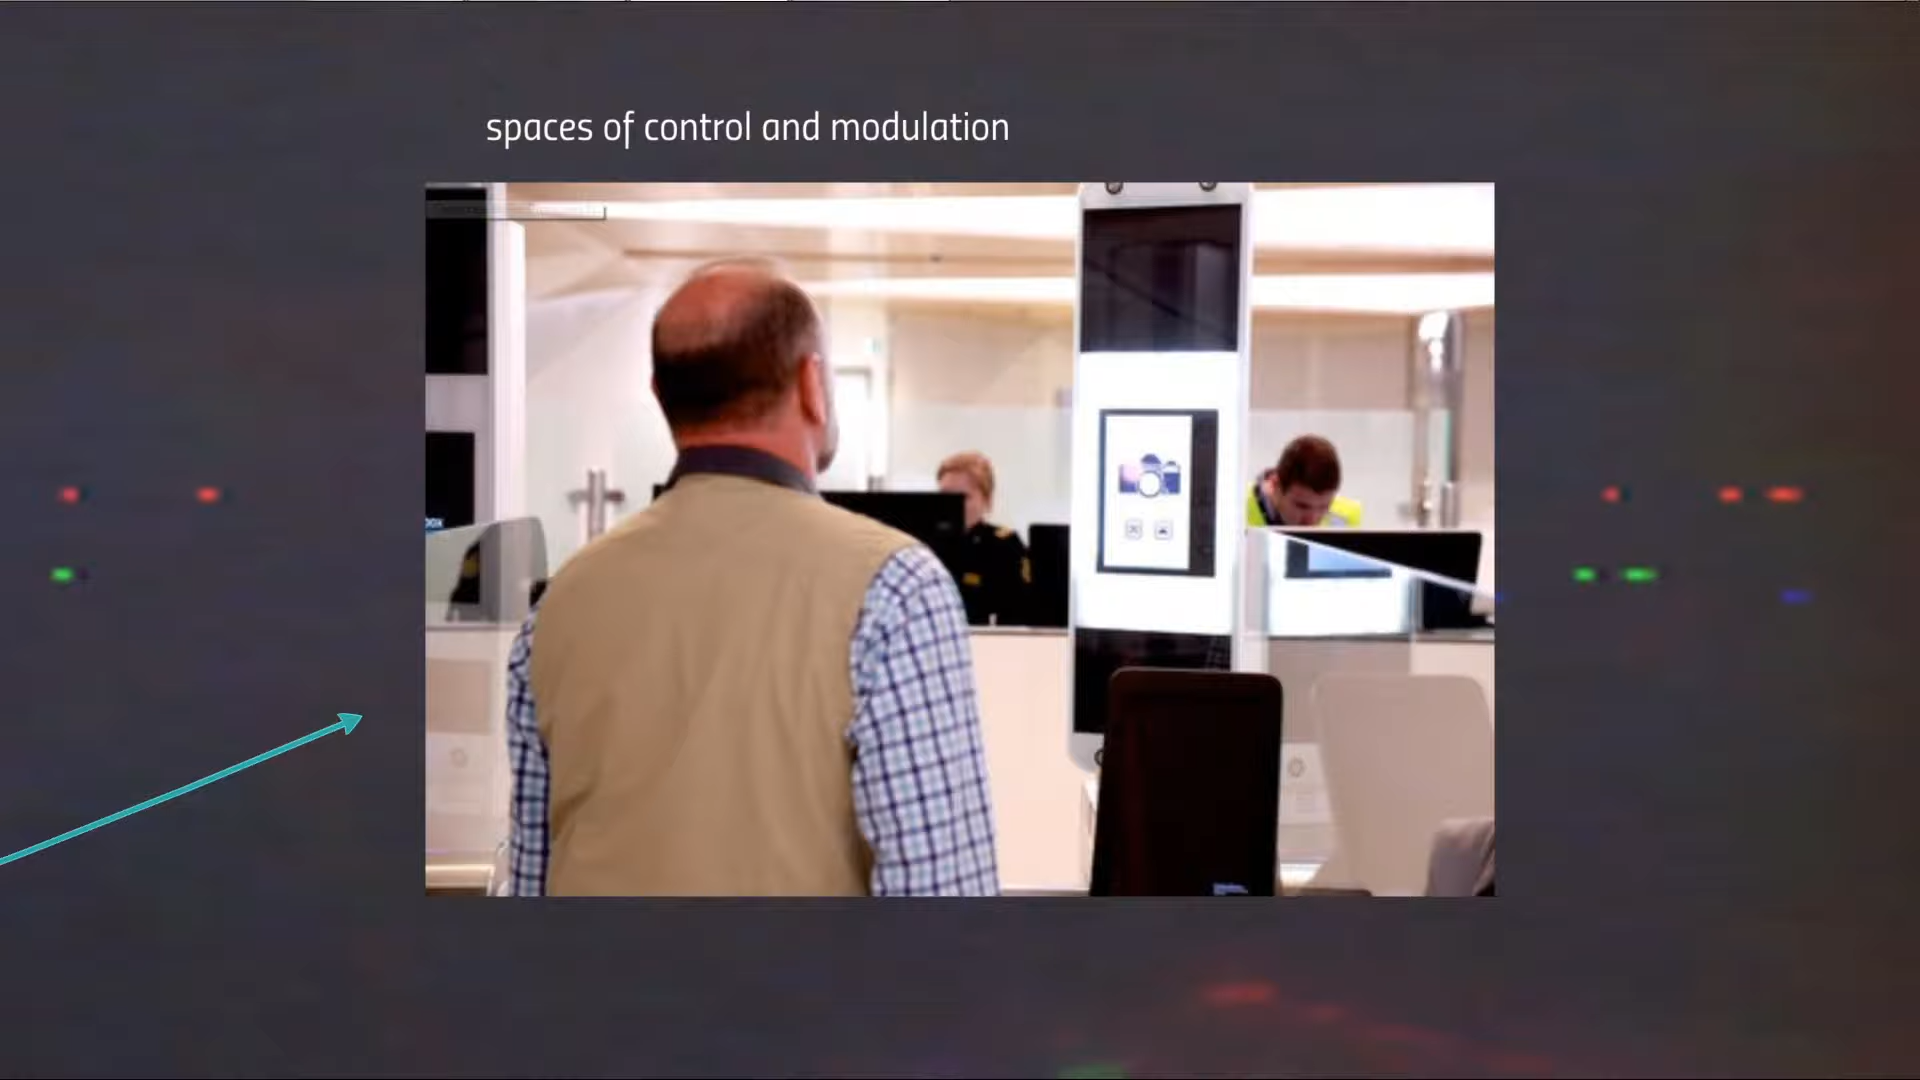 spaces of control and modulation